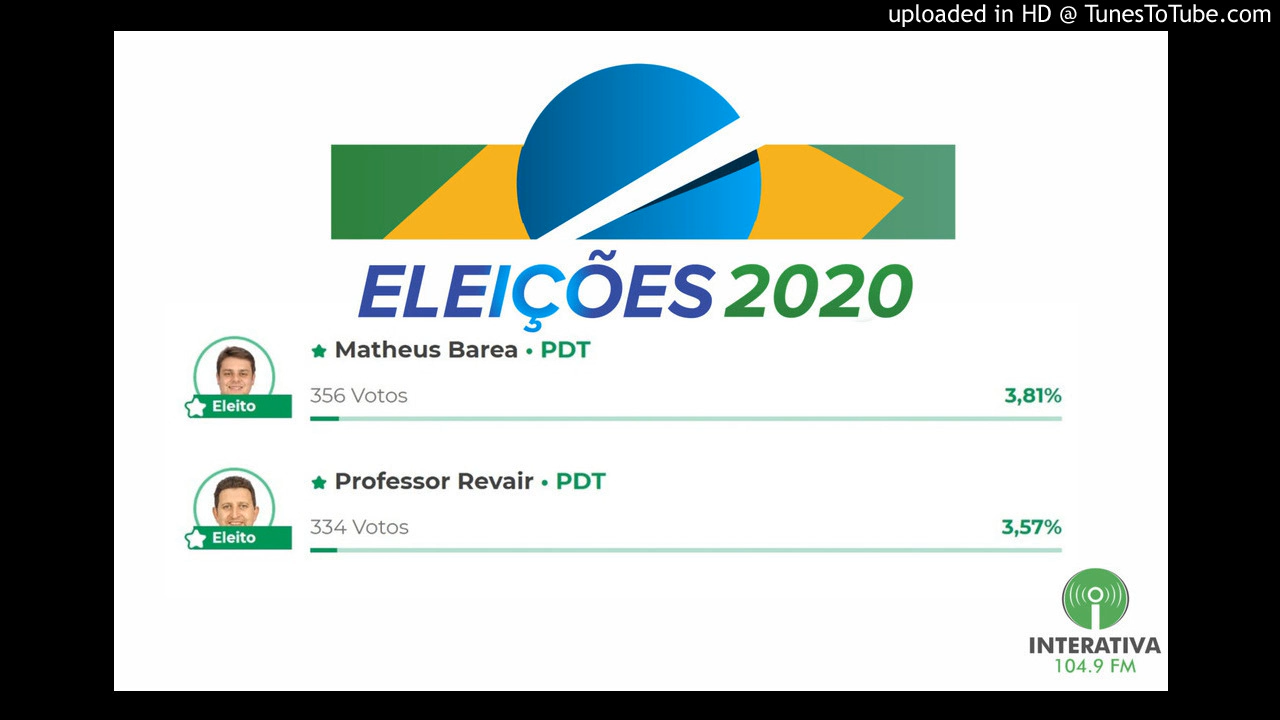 uploaded in HD @ TunesToTube.com
ELEIÇÕES 2020
Matheus Barea • PDT
356 Votos 3,81%
Eleito
Professor Revair • PDT
334 Votos 3,57%
Eleito
INTERATIVA
104.9 FM